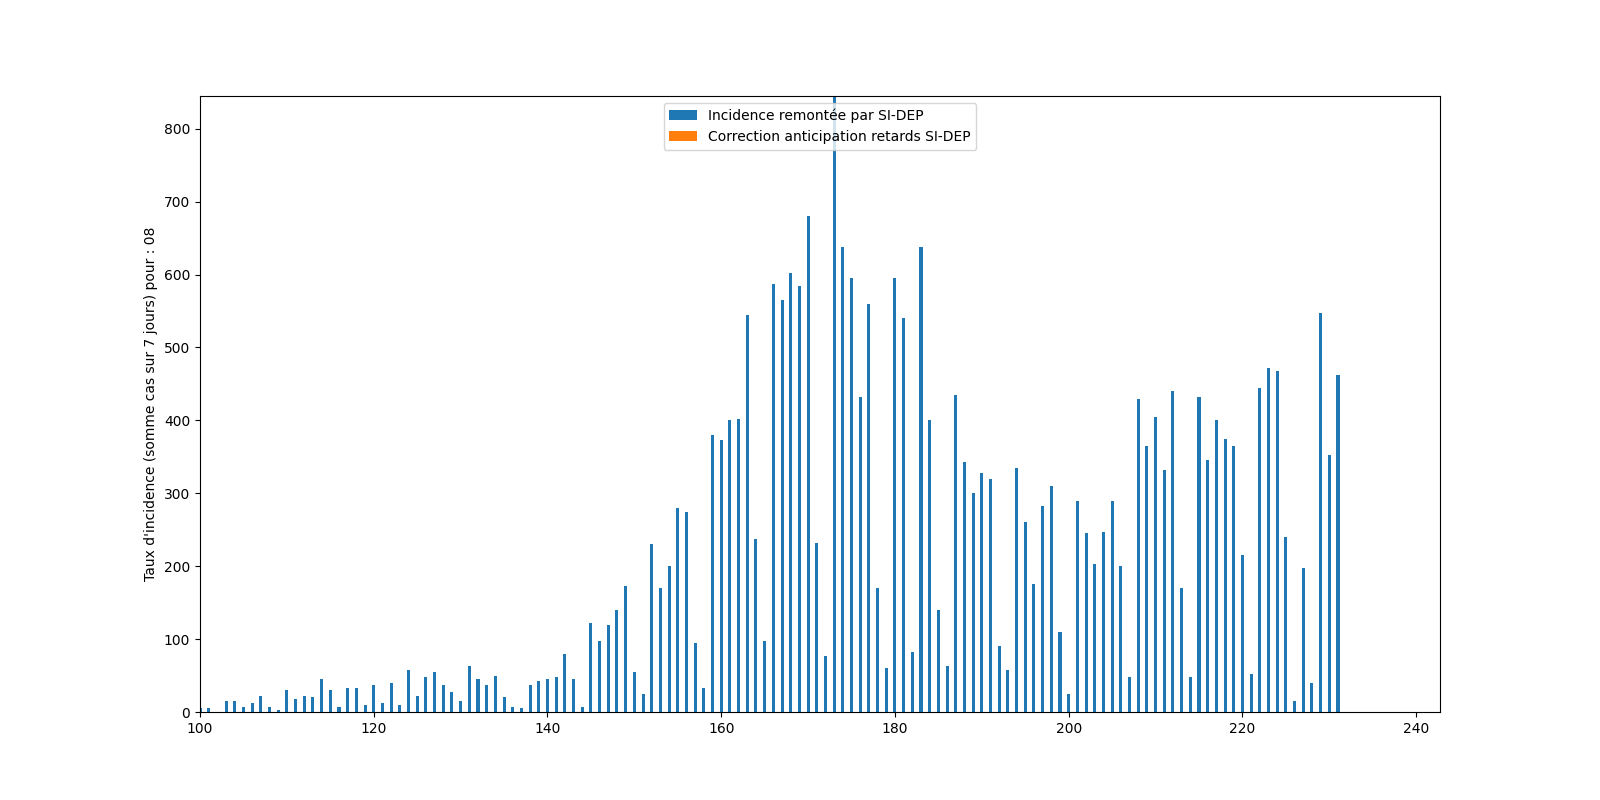 Incidence remontée par SI-DEP
Correction anticipation retards SI-DEP
Taux d'incidence (somme cas sur 7 jours) pour : 08
800
700
600
500
400
300
200
100
0
100 120 140 160 180 200 220 240